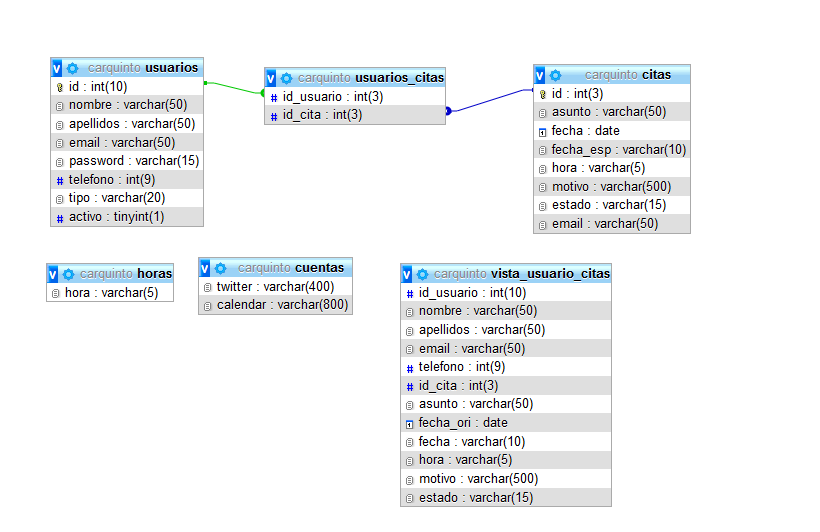 carquinto usuarios
id : int(10)
nombre : varchar(50)
apellidos : varchar(50)
email : varchar(50)
password : varchar(15)
telefono : int(9)
tipo : varchar(20)
activo : tinyint(1)
carquinto usuarios_citas
id_usuario : int(3)
id_cita : int(3)
carquinto citas
id : int(3)
asunto : varchar(50)
fecha : date
fecha_esp : varchar(10)
hora : varchar(5)
motivo : varchar(500)
estado : varchar(15)
email : varchar(50)
carquinto horas
hora : varchar(5)
carquinto cuentas
twitter : varchar(400)
calendar : varchar(800)
carquinto vista_usuario_citas
id_usuario : int(10)
nombre : varchar(50)
apellidos : varchar(50)
email : varchar(50)
telefono : int(9)
id_cita : int(3)
asunto : varchar(50)
fecha_ori : date
fecha : varchar(10)
hora : varchar(5)
motivo : varchar(500)
estado : varchar(15)